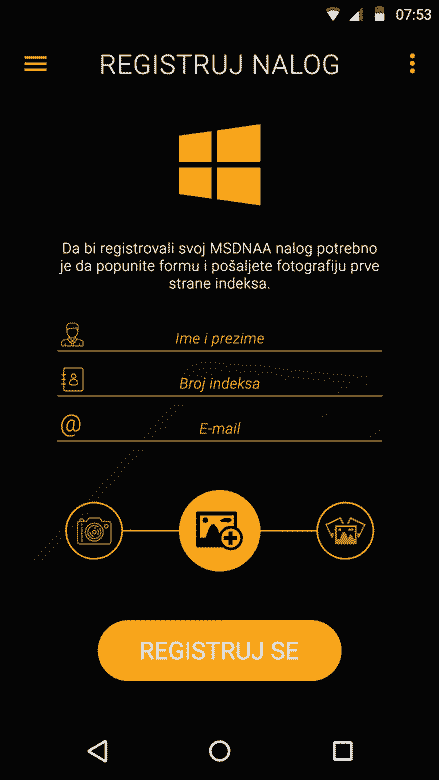 07:53
REGISTRUJ NALOG
Da bi registrovali svoj MSDNAA nalog potrebno
je da popunite formu i pošaljete fotografiju prve
strane indeksa.
Ime i prezime
Broj indeksa
@ E-mail
REGISTRUJ SE